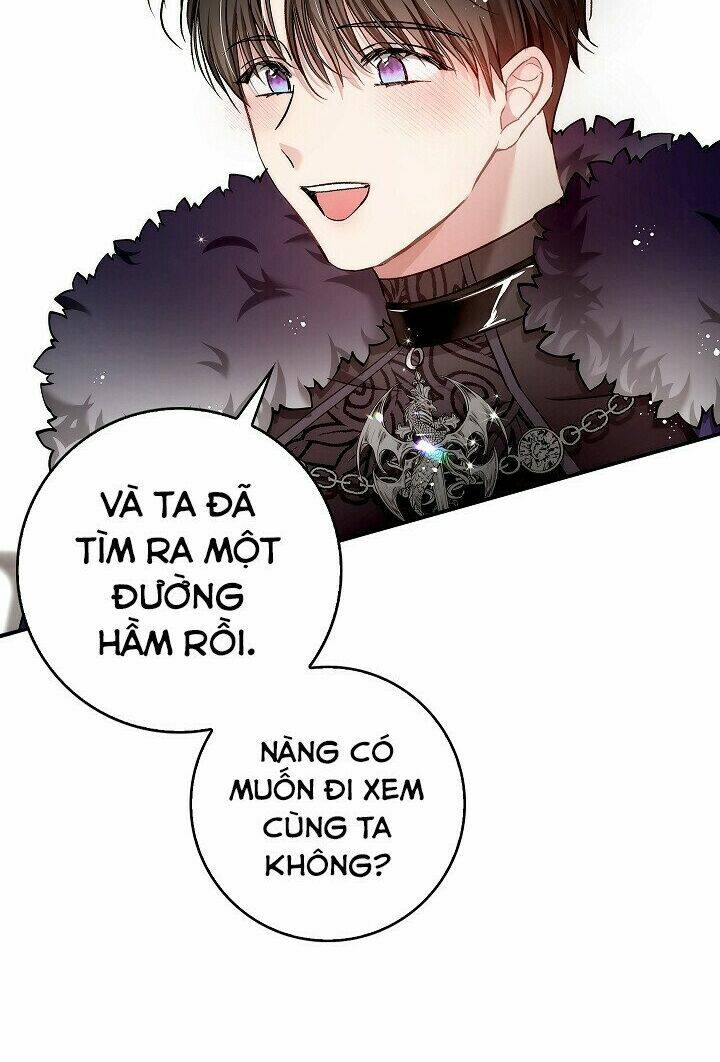 VÀ TA ĐÃ
TÌM RA MỘT
ĐƯỜNG
HẦM RỒI.
NÀNG CÓ
MUỐN ĐI XEM
CÙNG TA
KHÔNG?